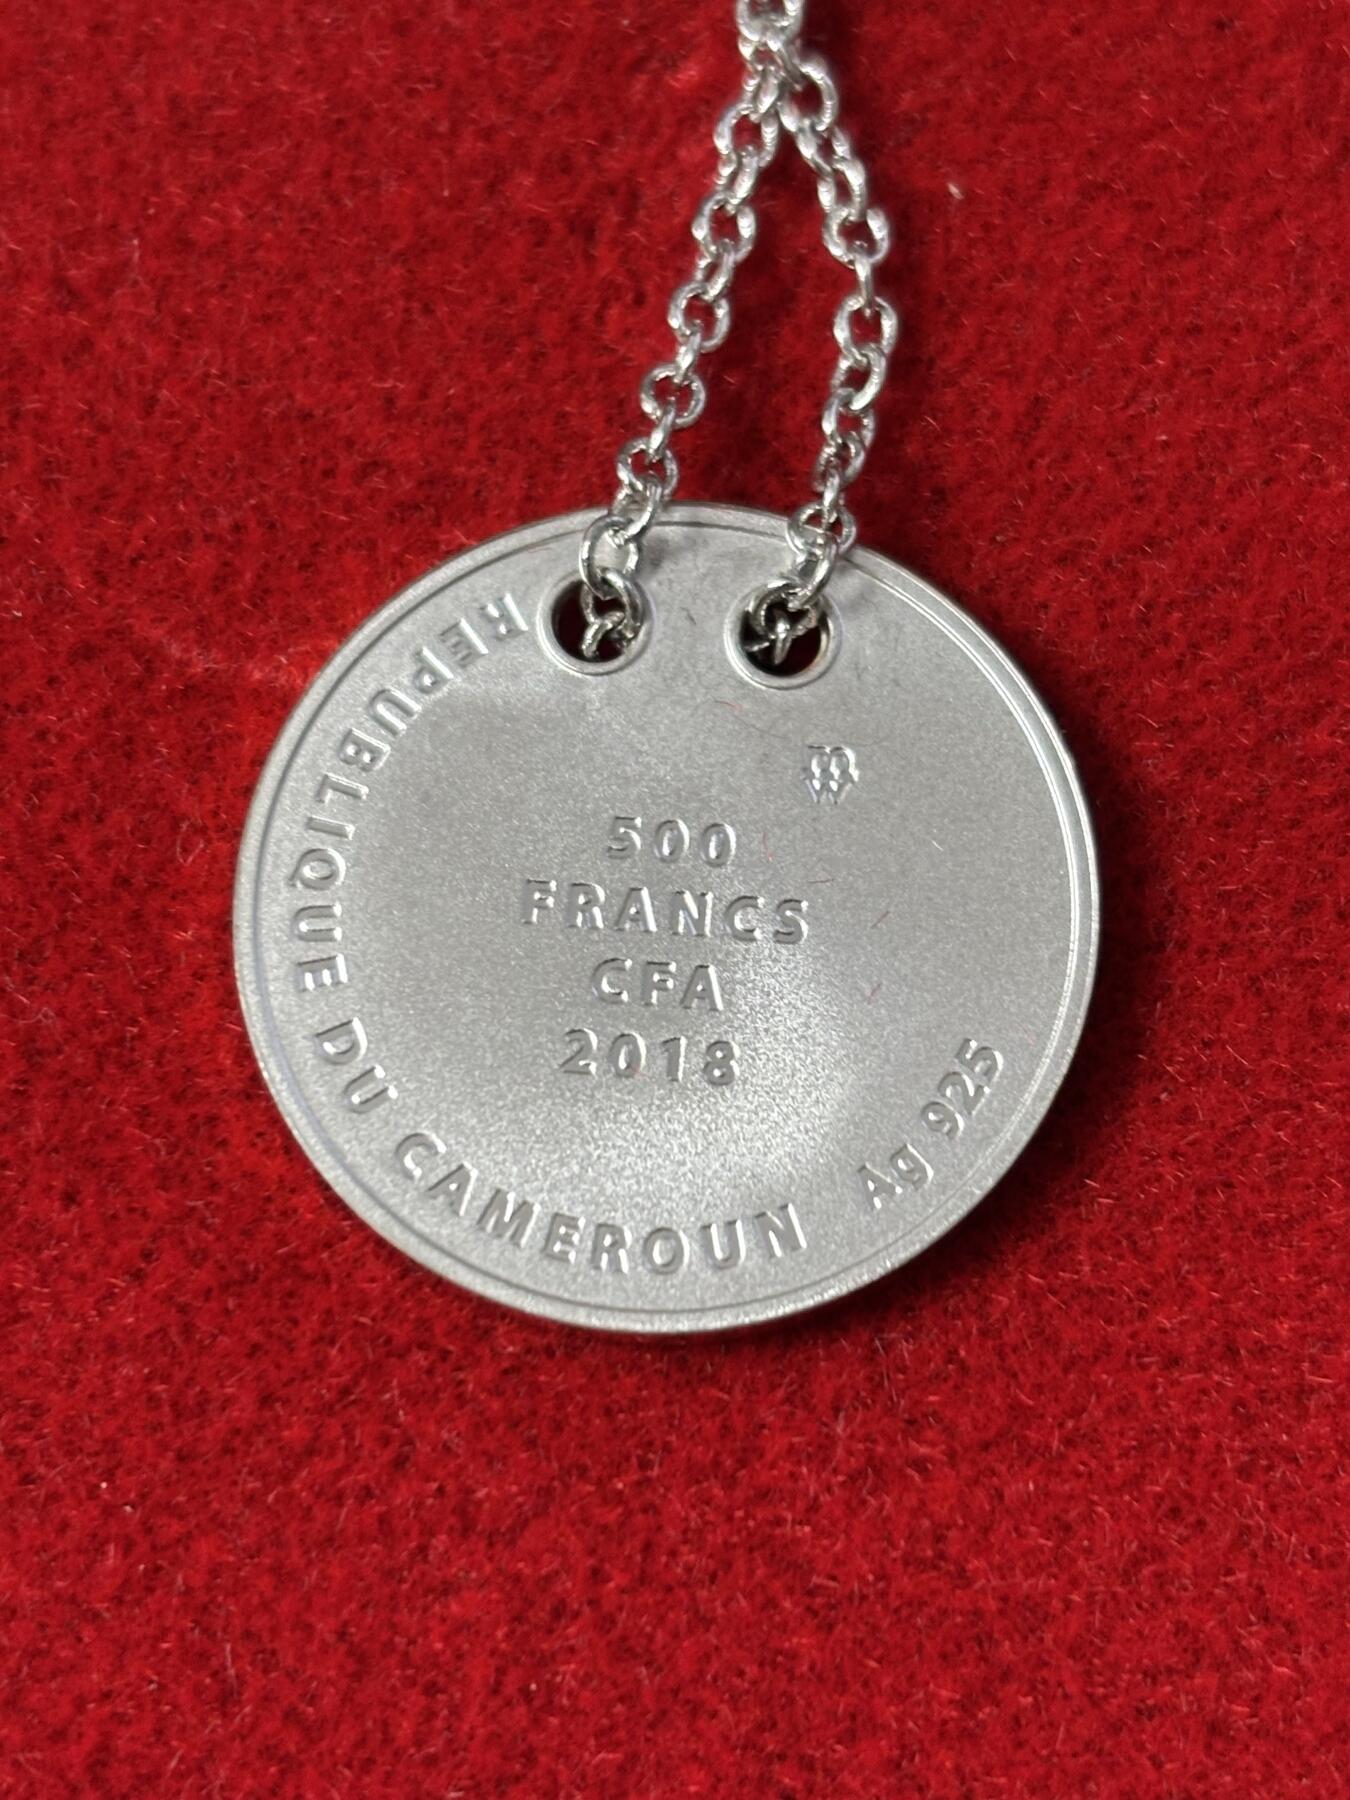 500
FRANCS
CFA
2018
REPUBLIQUE DU CAMEROUN
Ag 925